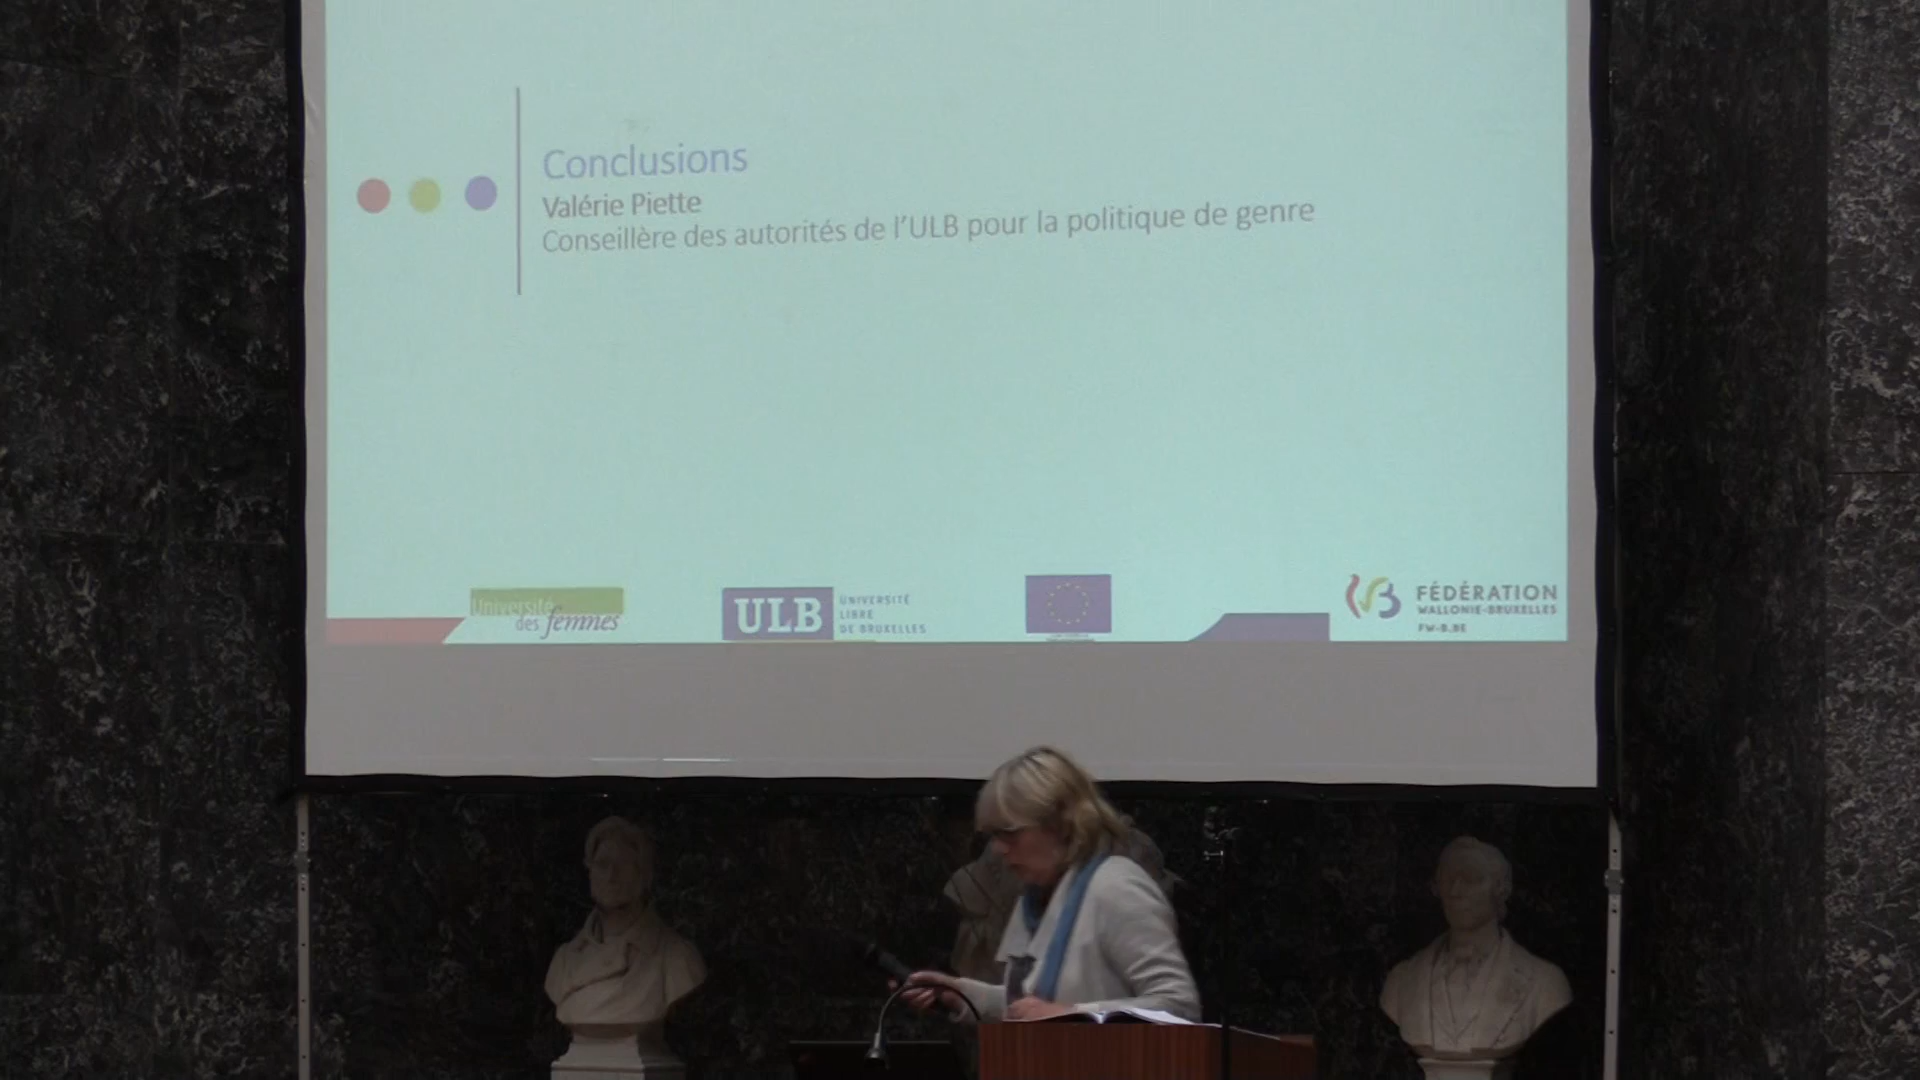 Conclusions
Valérie Piette
Conseillère des autorités de l'ULB pour la politique de genre
Université
des femmes
ULB
UNIVERSITÉ
LIBRE
DE BRUXELLES
FÉDÉRATION
WALLONIE-BRUXELLES
FW-B.BE